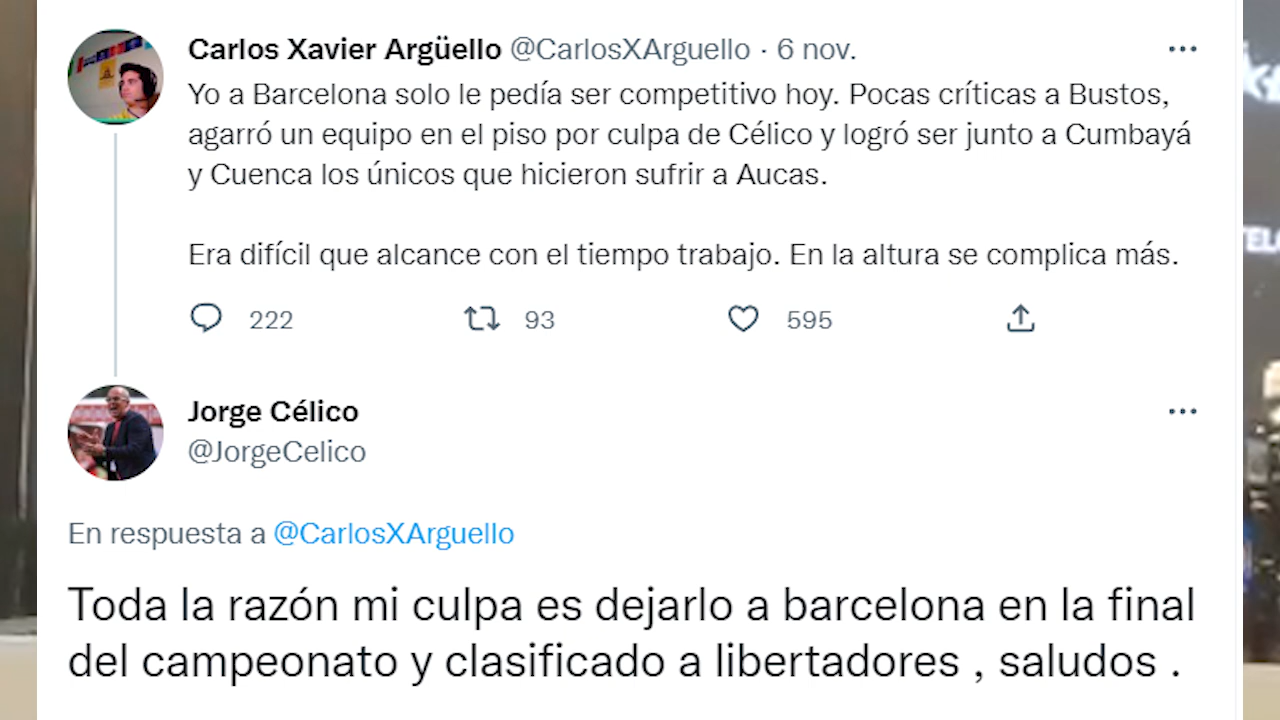 Carlos Xavier Argüello @CarlosXArguello · 6 nov.
Yo a Barcelona solo le pedía ser competitivo hoy. Pocas críticas a Bustos,
agarró un equipo en el piso por culpa de Célico y logró ser junto a Cumbayá
y Cuenca los únicos que hicieron sufrir a Aucas.
Era difícil que alcance con el tiempo trabajo. En la altura se complica más.
222 93 595
Jorge Célico
@JorgeCelico
En respuesta a @CarlosXArguello
Toda la razón mi culpa es dejarlo a barcelona en la final
del campeonato y clasificado a libertadores , saludos .